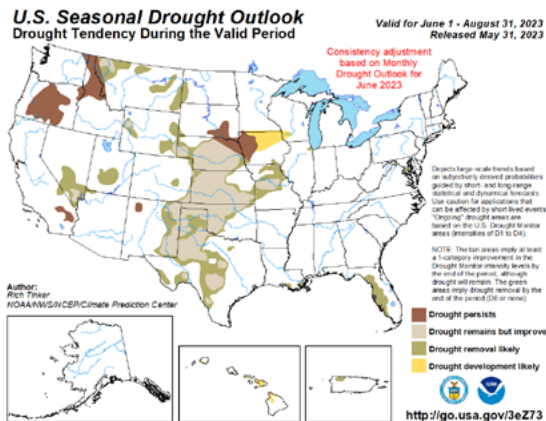 U.S. Seasonal Drought Outlook
Drought Tendency During the Valid Period
Valid for June 1 - August 31, 2023
Released May 31, 2023
Consistency adjustment
based on Monthly
Drought Outlook for
June 2023
Depicts large-scale trends based
on subjectively derived probabilities
guided by short- and long-range
statistical and dynamical forecasts.
Use caution for applications that
can be affected by short lived events.
"Ongoing" drought areas are
based on the U.S. Drought Monitor
areas (intensities of D1 to D4).
NOTE: The tan areas imply at least
a 1-category improvement in the
Drought Monitor intensity levels by
the end of the period, although
drought will remain. The green
areas imply drought removal by the
end of the period (D0 or none).
Author:
Rich Tinker
NOAA/NWS/NCEP/Climate Prediction Center
Drought persists
Drought remains but improve
Drought removal likely
Drought development likely
http://go.usa.gov/3eZ73